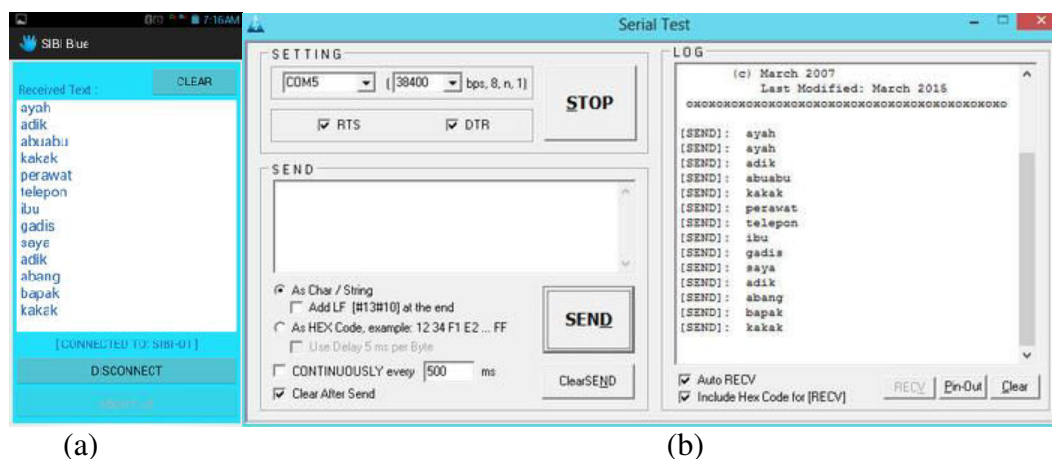 7:16AM
SIBI Blue
Received Text :
CLEAR
ayah
adik
abuabu
kakak
perawat
telepon
ibu
gadis
saya
adik
abang
bapak
kakak
[CONNECTED TO: SIBI-01]
DISCONNECT
(a)
Serial Test
SETTING
COM5 (38400 bps, 8, n, 1)
RTS DTR
STOP
SEND
As Char / String
Add LF [#13#10] at the end
As HEX Code, example: 12 34 F1 E2 ... FF
Use Delay 5 ms per Byte
CONTINUOUSLY every 500 ms
Clear After Send
SEND
ClearSEND
LOG
(c) March 2007
Last Modified: March 2015
[SEND]: ayah
[SEND]: ayah
[SEND]: adik
[SEND]: abuabu
[SEND]: kakak
[SEND]: perawat
[SEND]: telepon
[SEND]: ibu
[SEND]: gadis
[SEND]: saya
[SEND]: adik
[SEND]: abang
[SEND]: bapak
[SEND]: kakak
Auto RECV
Include Hex Code for [RECV]
RECV Pin-Out Clear
(b)